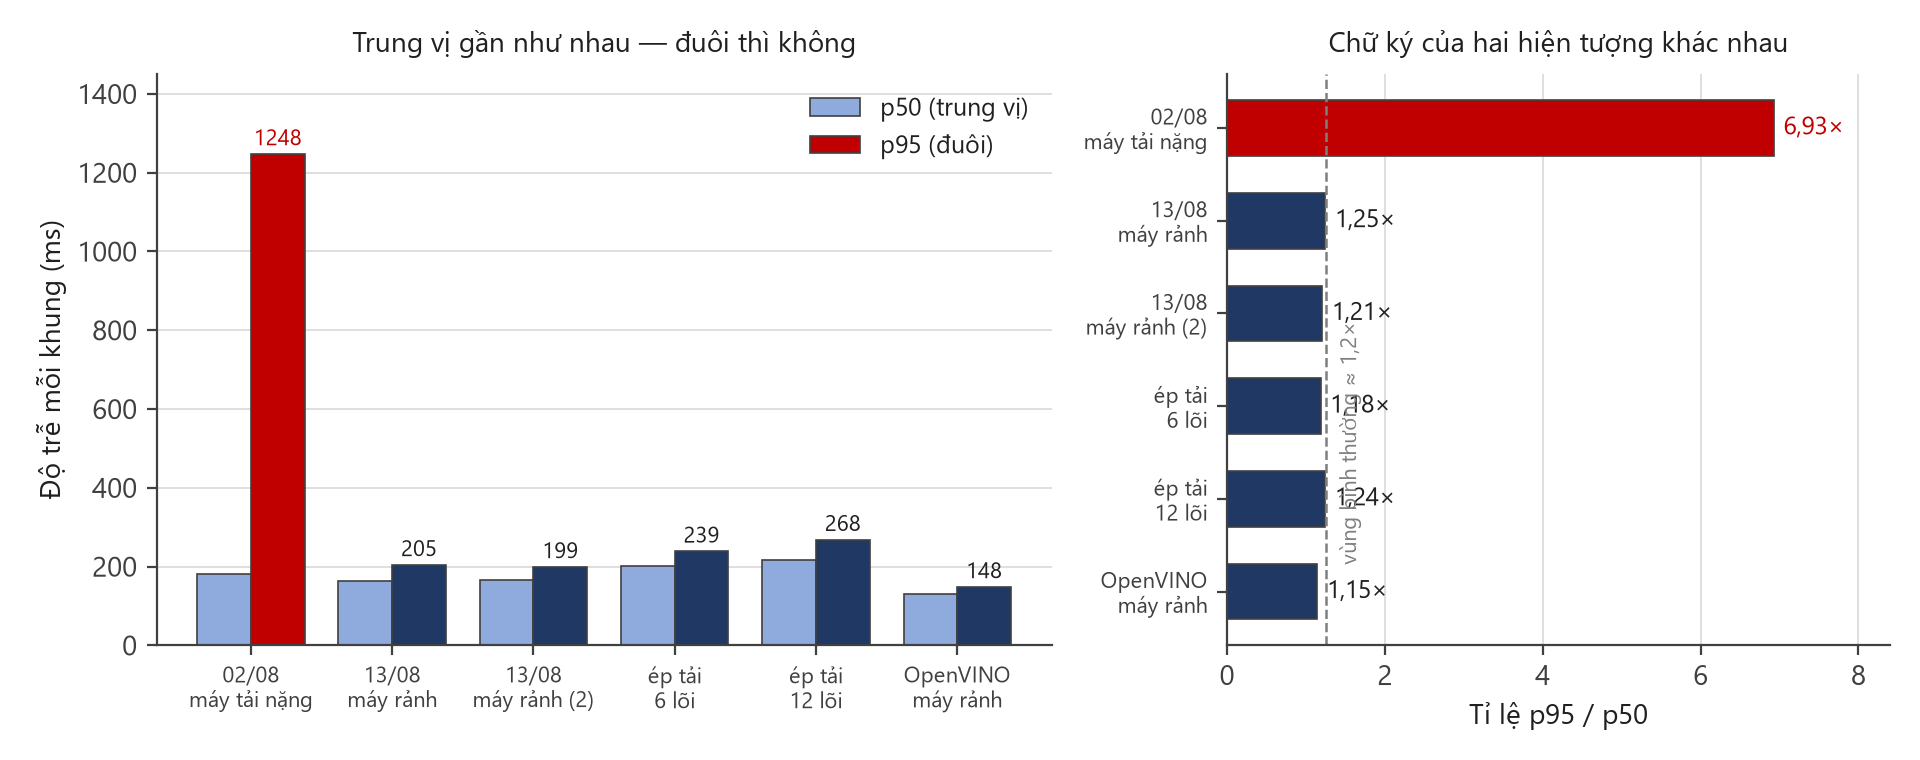 Trung vị gần như nhau — đuôi thì không
Độ trễ mỗi khung (ms)
1400
1200
1000
800
600
400
200
0
p50 (trung vị)
p95 (đuôi)
1248
205
199
239
268
148
02/08
máy tải nặng
13/08
máy rảnh
13/08
máy rảnh (2)
ép tải
6 lõi
ép tải
12 lõi
OpenVINO
máy rảnh
Chữ ký của hai hiện tượng khác nhau
02/08
máy tải nặng
6,93×
13/08
máy rảnh
1,25×
13/08
máy rảnh (2)
1,21×
ép tải
6 lõi
1,18×
ép tải
12 lõi
1,24×
OpenVINO
máy rảnh
1,15×
vùng bình thường ≈ 1,2×
0
2
4
6
8
Tỉ lệ p95 / p50